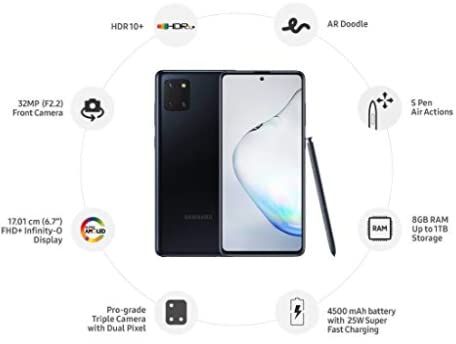 HDR 10+
HDR10+
AR Doodle
32MP (F2.2)
Front Camera
S Pen
Air Actions
SAMSUNG
17.01 cm (6.7")
FHD+ Infinity-O
Display
AMOLED
RAM
8GB RAM
Up to 1TB
Storage
Pro-grade
Triple Camera
with Dual Pixel
4500 mAh battery
with 25W Super
Fast Charging